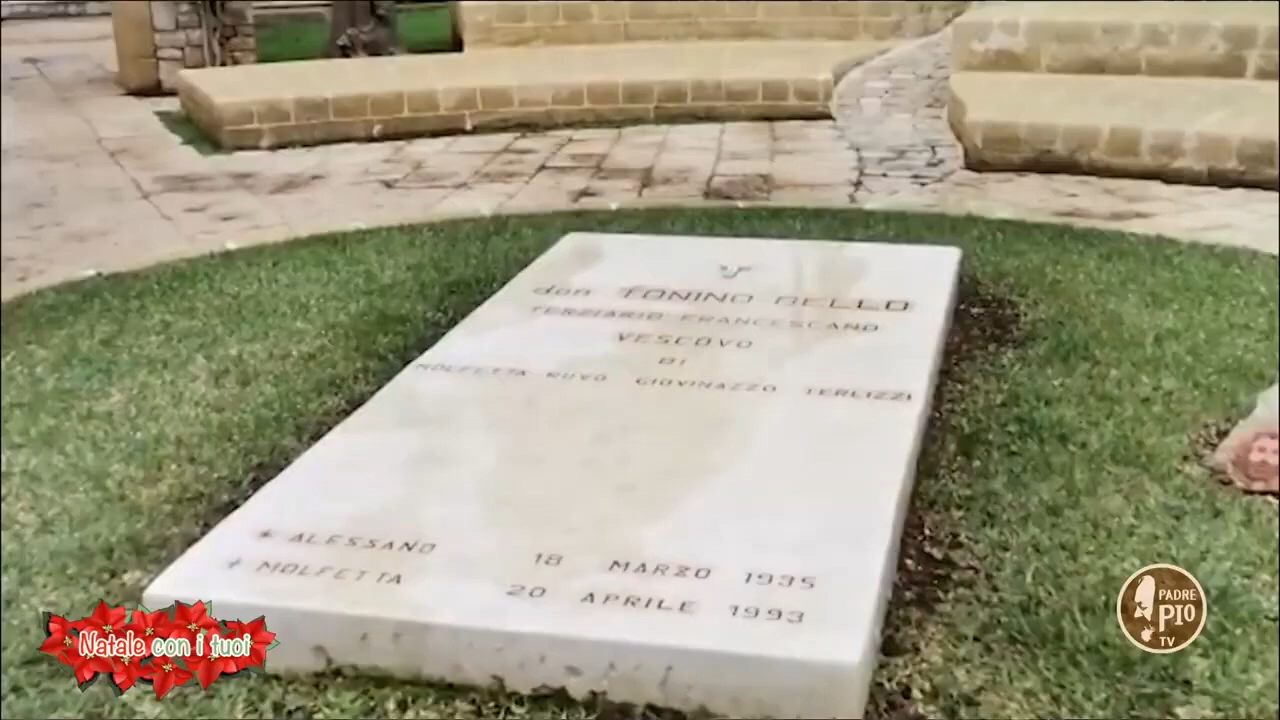 don TONINO BELLO
TERZIARIO FRANCESCANO
VESCOVO
DI
MOLFETTA RUVO GIOVINAZZO TERLIZZI
* ALESSANO 18 MARZO 1935
+ MOLFETTA 20 APRILE 1993
Natale con i tuoi
PADRE
PIO
TV